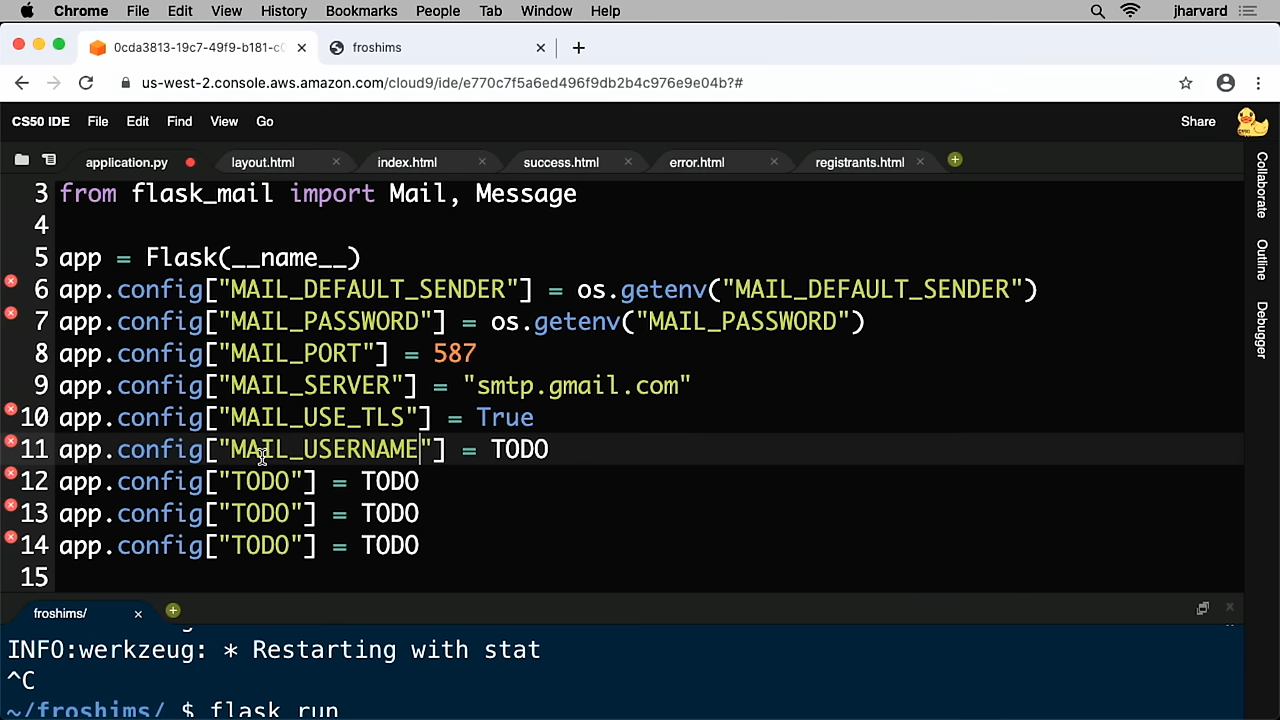 Chrome File Edit View History Bookmarks People Tab Window Help jharvard
0cda3813-19c7-49f9-b181-c0 froshims
us-west-2.console.aws.amazon.com/cloud9/ide/e770c7f5a6ed496f9db2b4c976e9e04b?#
CS50 IDE File Edit Find View Go Share
application.py layout.html index.html success.html error.html registrants.html
3 from flask_mail import Mail, Message
4
5 app = Flask(__name__)
6 app.config["MAIL_DEFAULT_SENDER"] = os.getenv("MAIL_DEFAULT_SENDER")
7 app.config["MAIL_PASSWORD"] = os.getenv("MAIL_PASSWORD")
8 app.config["MAIL_PORT"] = 587
9 app.config["MAIL_SERVER"] = "smtp.gmail.com"
10 app.config["MAIL_USE_TLS"] = True
11 app.config["MAIL_USERNAME"] = TODO
12 app.config["TODO"] = TODO
13 app.config["TODO"] = TODO
14 app.config["TODO"] = TODO
15
Collaborate
Outline
Debugger
froshims/
INFO:werkzeug: * Restarting with stat
^C
~/froshims/ $ flask run